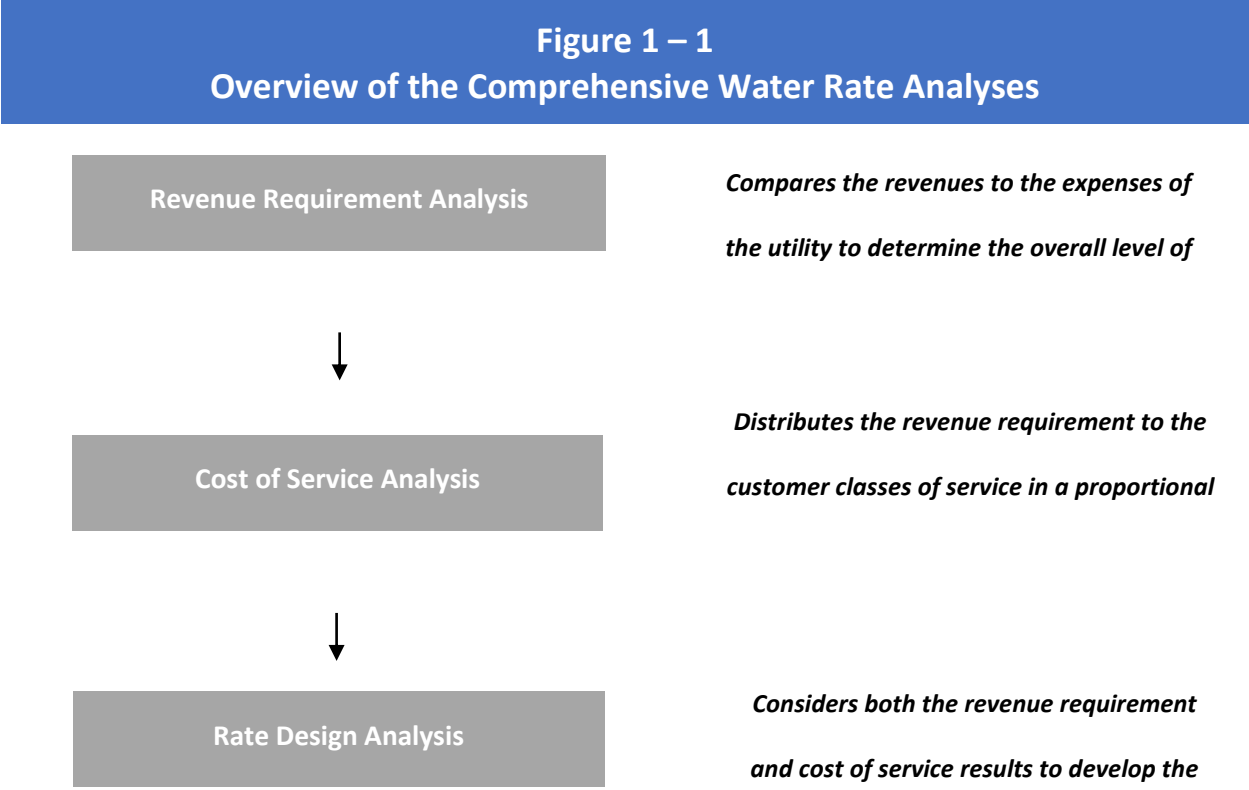 Figure 1 – 1
Overview of the Comprehensive Water Rate Analyses
Revenue Requirement Analysis
Compares the revenues to the expenses of
the utility to determine the overall level of
Cost of Service Analysis
Distributes the revenue requirement to the
customer classes of service in a proportional
Rate Design Analysis
Considers both the revenue requirement
and cost of service results to develop the